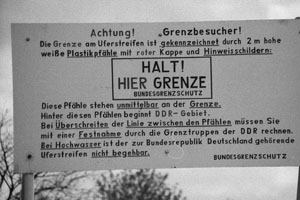 Achtung! „Grenzbesucher!
Die Grenze am Uferstreifen ist gekennzeichnet durch 2 m hohe
weiße Plastikpfähle mit roter Kappe und Hinweisschildern:
HALT!
HIER GRENZE
BUNDESGRENZSCHUTZ
Diese Pfähle stehen unmittelbar an der Grenze.
Hinter diesen Pfählen beginnt DDR-Gebiet.
Bei Überschreiten der Linie zwischen den Pfählen müssen Sie
mit einer Festnahme durch die Grenztruppen der DDR rechnen.
Bei Hochwasser ist der zur Bundesrepublik Deutschland gehörende
Uferstreifen nicht begehbar.
BUNDESGRENZSCHUTZ